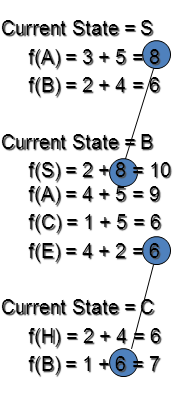 Current State = S
f(A) = 3 + 5 = 8
f(B) = 2 + 4 = 6
Current State = B
f(S) = 2 + 8 = 10
f(A) = 4 + 5 = 9
f(C) = 1 + 5 = 6
f(E) = 4 + 2 = 6
Current State = C
f(H) = 2 + 4 = 6
f(B) = 1 + 6 = 7